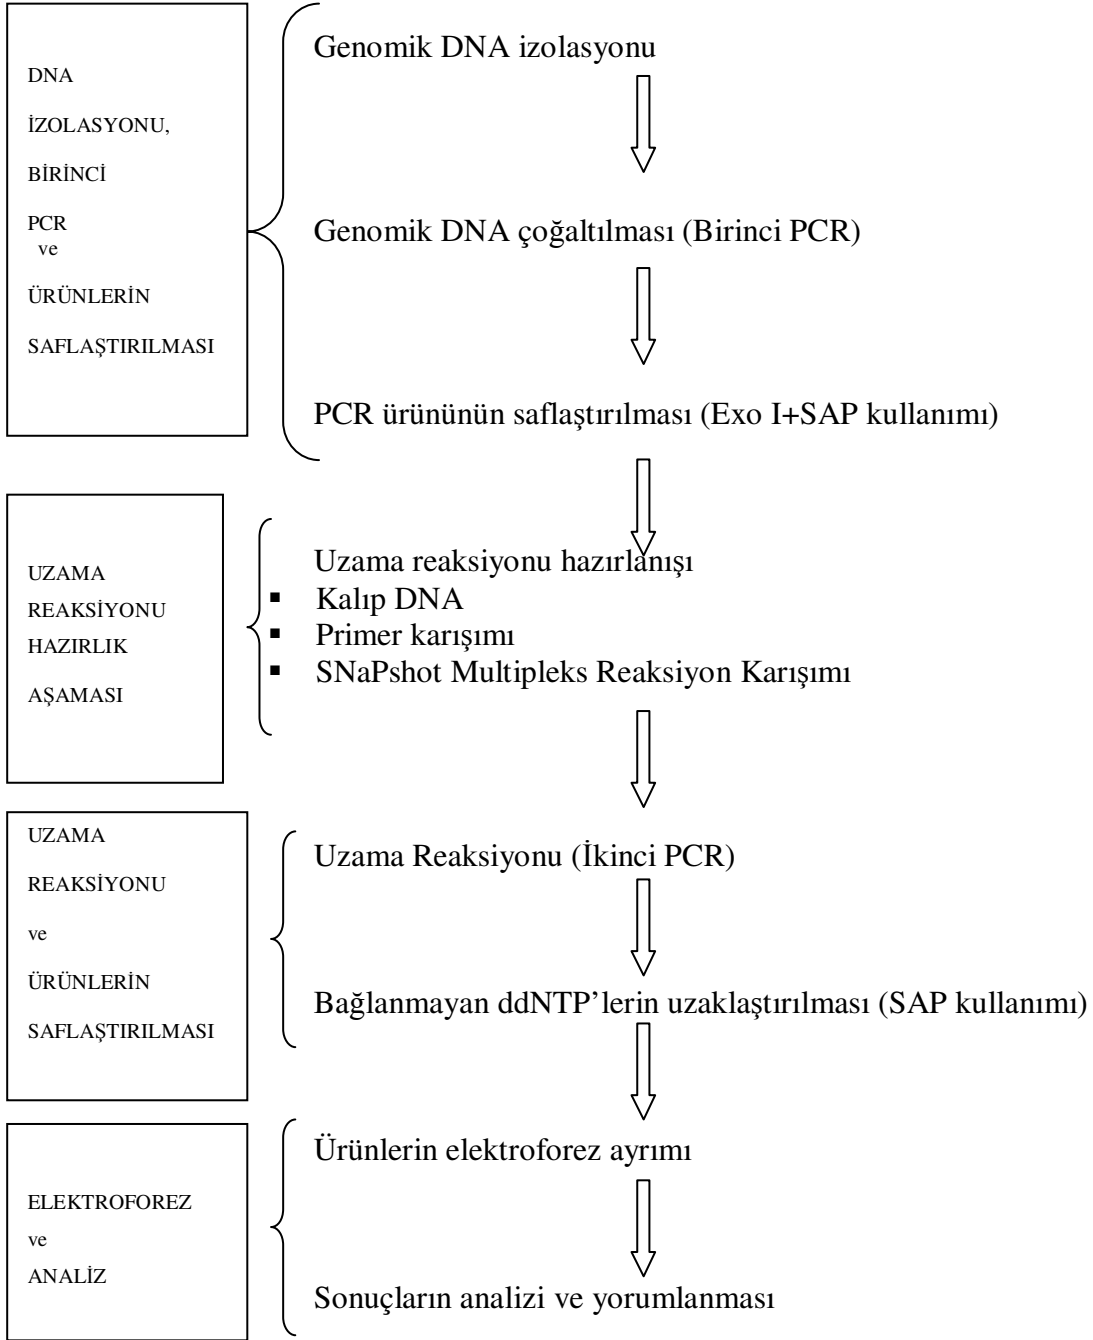 DNA
İZOLASYONU,
BİRİNCİ
PCR
ve
ÜRÜNLERİN
SAFLAŞTIRILMASI
Genomik DNA izolasyonu
Genomik DNA çoğaltılması (Birinci PCR)
PCR ürününün saflaştırılması (Exo I+SAP kullanımı)
UZAMA
REAKSİYONU
HAZIRLIK
AŞAMASI
Uzama reaksiyonu hazırlanışı
▪ Kalıp DNA
▪ Primer karışımı
▪ SNaPshot Multipleks Reaksiyon Karışımı
UZAMA
REAKSİYONU
ve
ÜRÜNLERİN
SAFLAŞTIRILMASI
Uzama Reaksiyonu (İkinci PCR)
Bağlanmayan ddNTP’lerin uzaklaştırılması (SAP kullanımı)
ELEKTROFOREZ
ve
ANALİZ
Ürünlerin elektroforez ayrımı
Sonuçların analizi ve yorumlanması